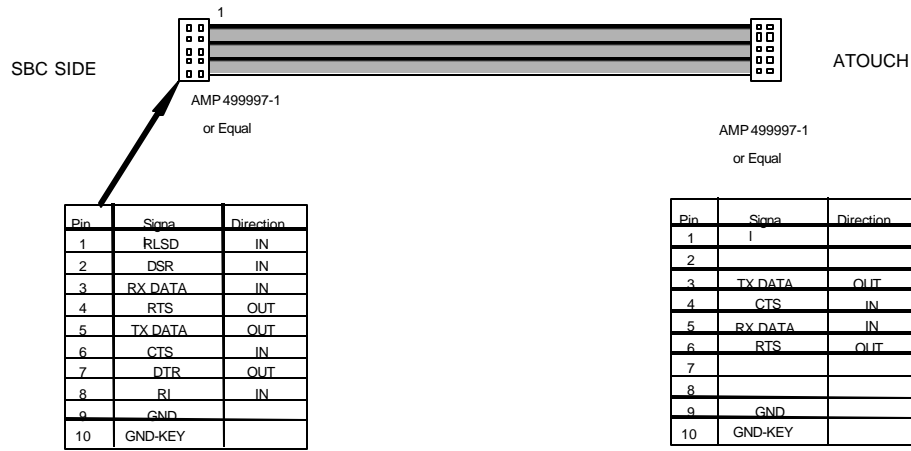 1
SBC SIDE
ATOUCH
AMP 499997-1
or Equal
AMP 499997-1
or Equal
Pin Signa l Direction
1 RLSD IN
2 DSR IN
3 RX DATA IN
4 RTS OUT
5 TX DATA OUT
6 CTS IN
7 DTR OUT
8 RI IN
9 GND
10 GND-KEY
Pin Signa l Direction
1
2
3 TX DATA OUT
4 CTS IN
5 RX DATA IN
6 RTS OUT
7
8
9 GND
10 GND-KEY